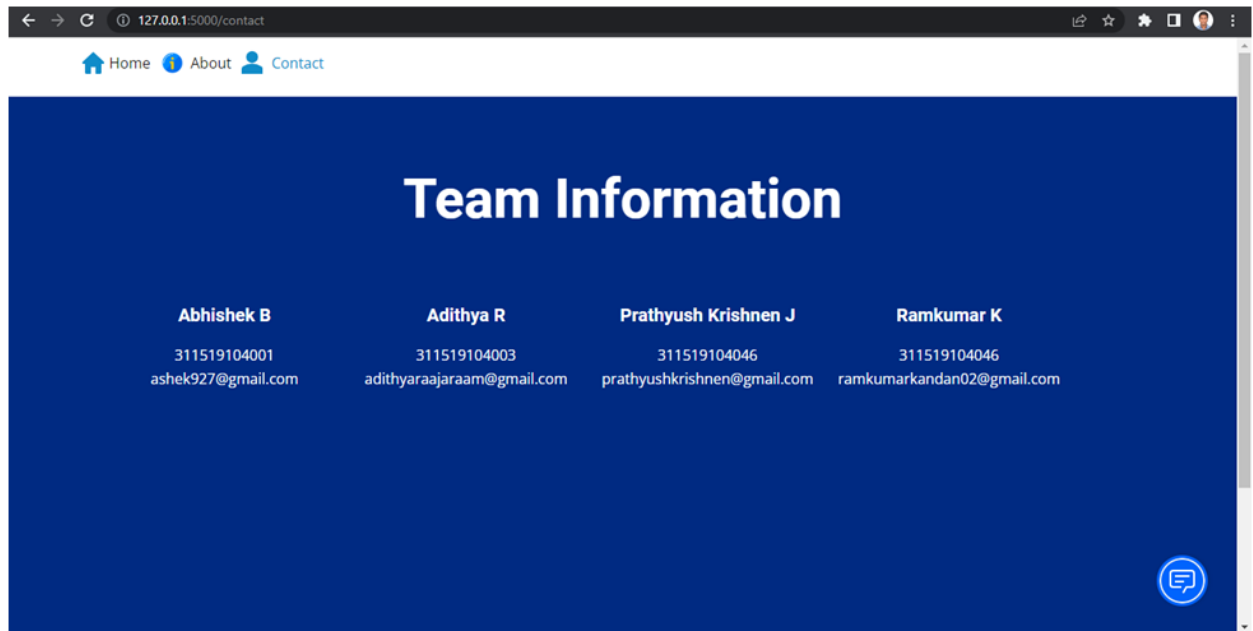 127.0.0.1:5000/contact
Home About Contact
Team Information
Abhishek B Adithya R Prathyush Krishnen J Ramkumar K
311519104001 311519104003 311519104046 311519104046
ashek927@gmail.com adithyaraajaraam@gmail.com prathyushkrishnen@gmail.com ramkumarkandan02@gmail.com